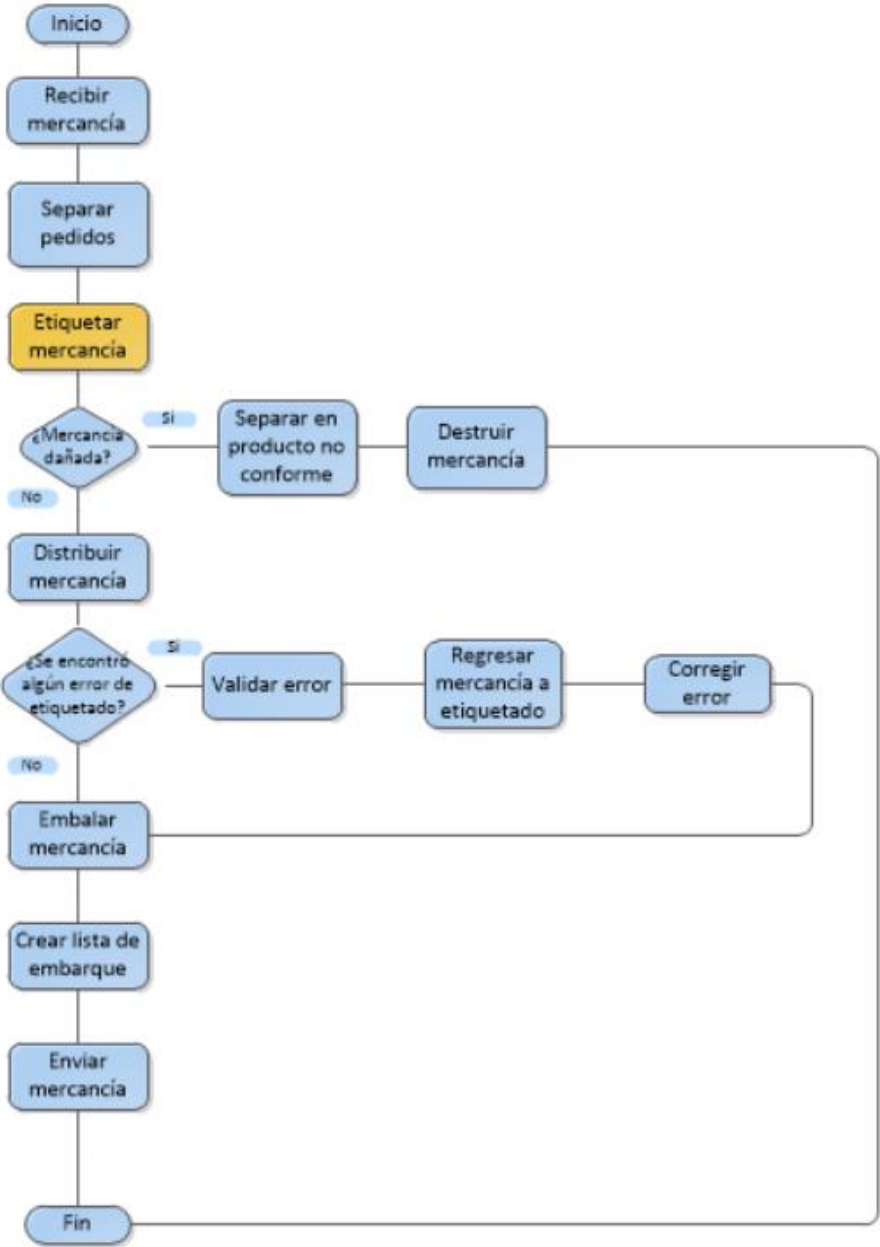 Inicio
Recibir
mercancía
Separar
pedidos
Etiquetar
mercancía
¿Mercancía
dañada?
Si
Separar en
producto no
conforme
Destruir
mercancía
No
Distribuir
mercancía
¿Se encontró
algún error de
etiquetado?
Si
Validar error
Regresar
mercancía a
etiquetado
Corregir
error
No
Embalar
mercancía
Crear lista de
embarque
Enviar
mercancía
Fin